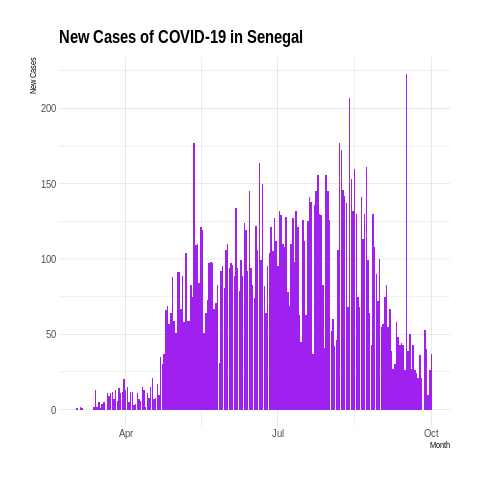 New Cases of COVID-19 in Senegal
New Cases
200
150
100
50
0
Apr
Jul
Oct
Month